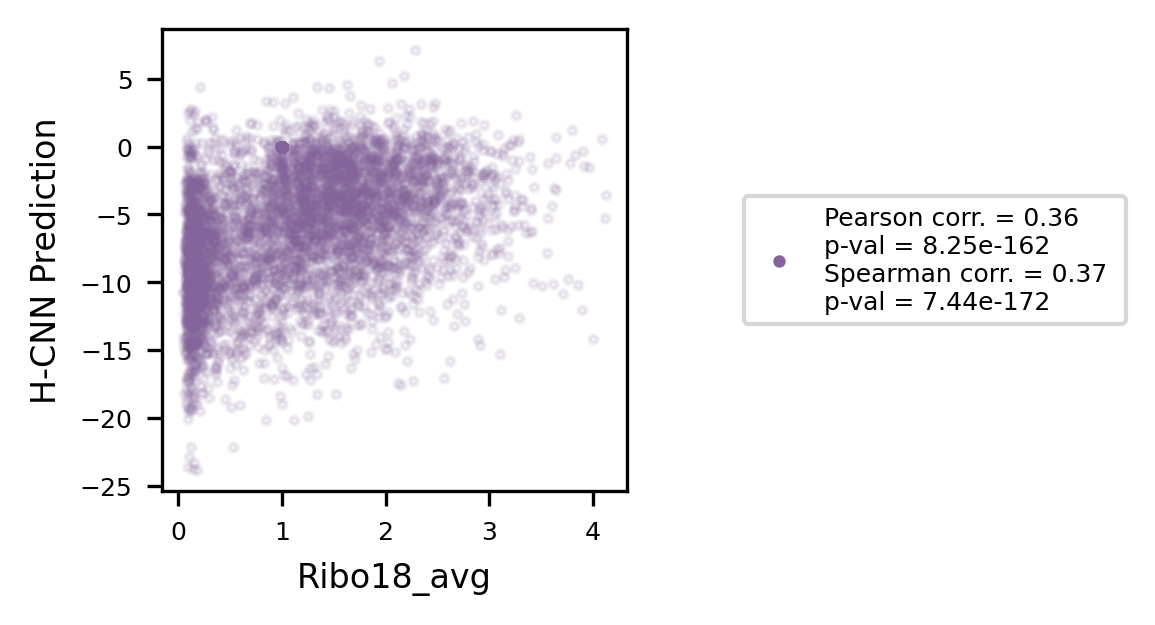 H-CNN Prediction
5
0
−5
−10
−15
−20
−25
0 1 2 3 4
Ribo18_avg
Pearson corr. = 0.36
p-val = 8.25e-162
Spearman corr. = 0.37
p-val = 7.44e-172